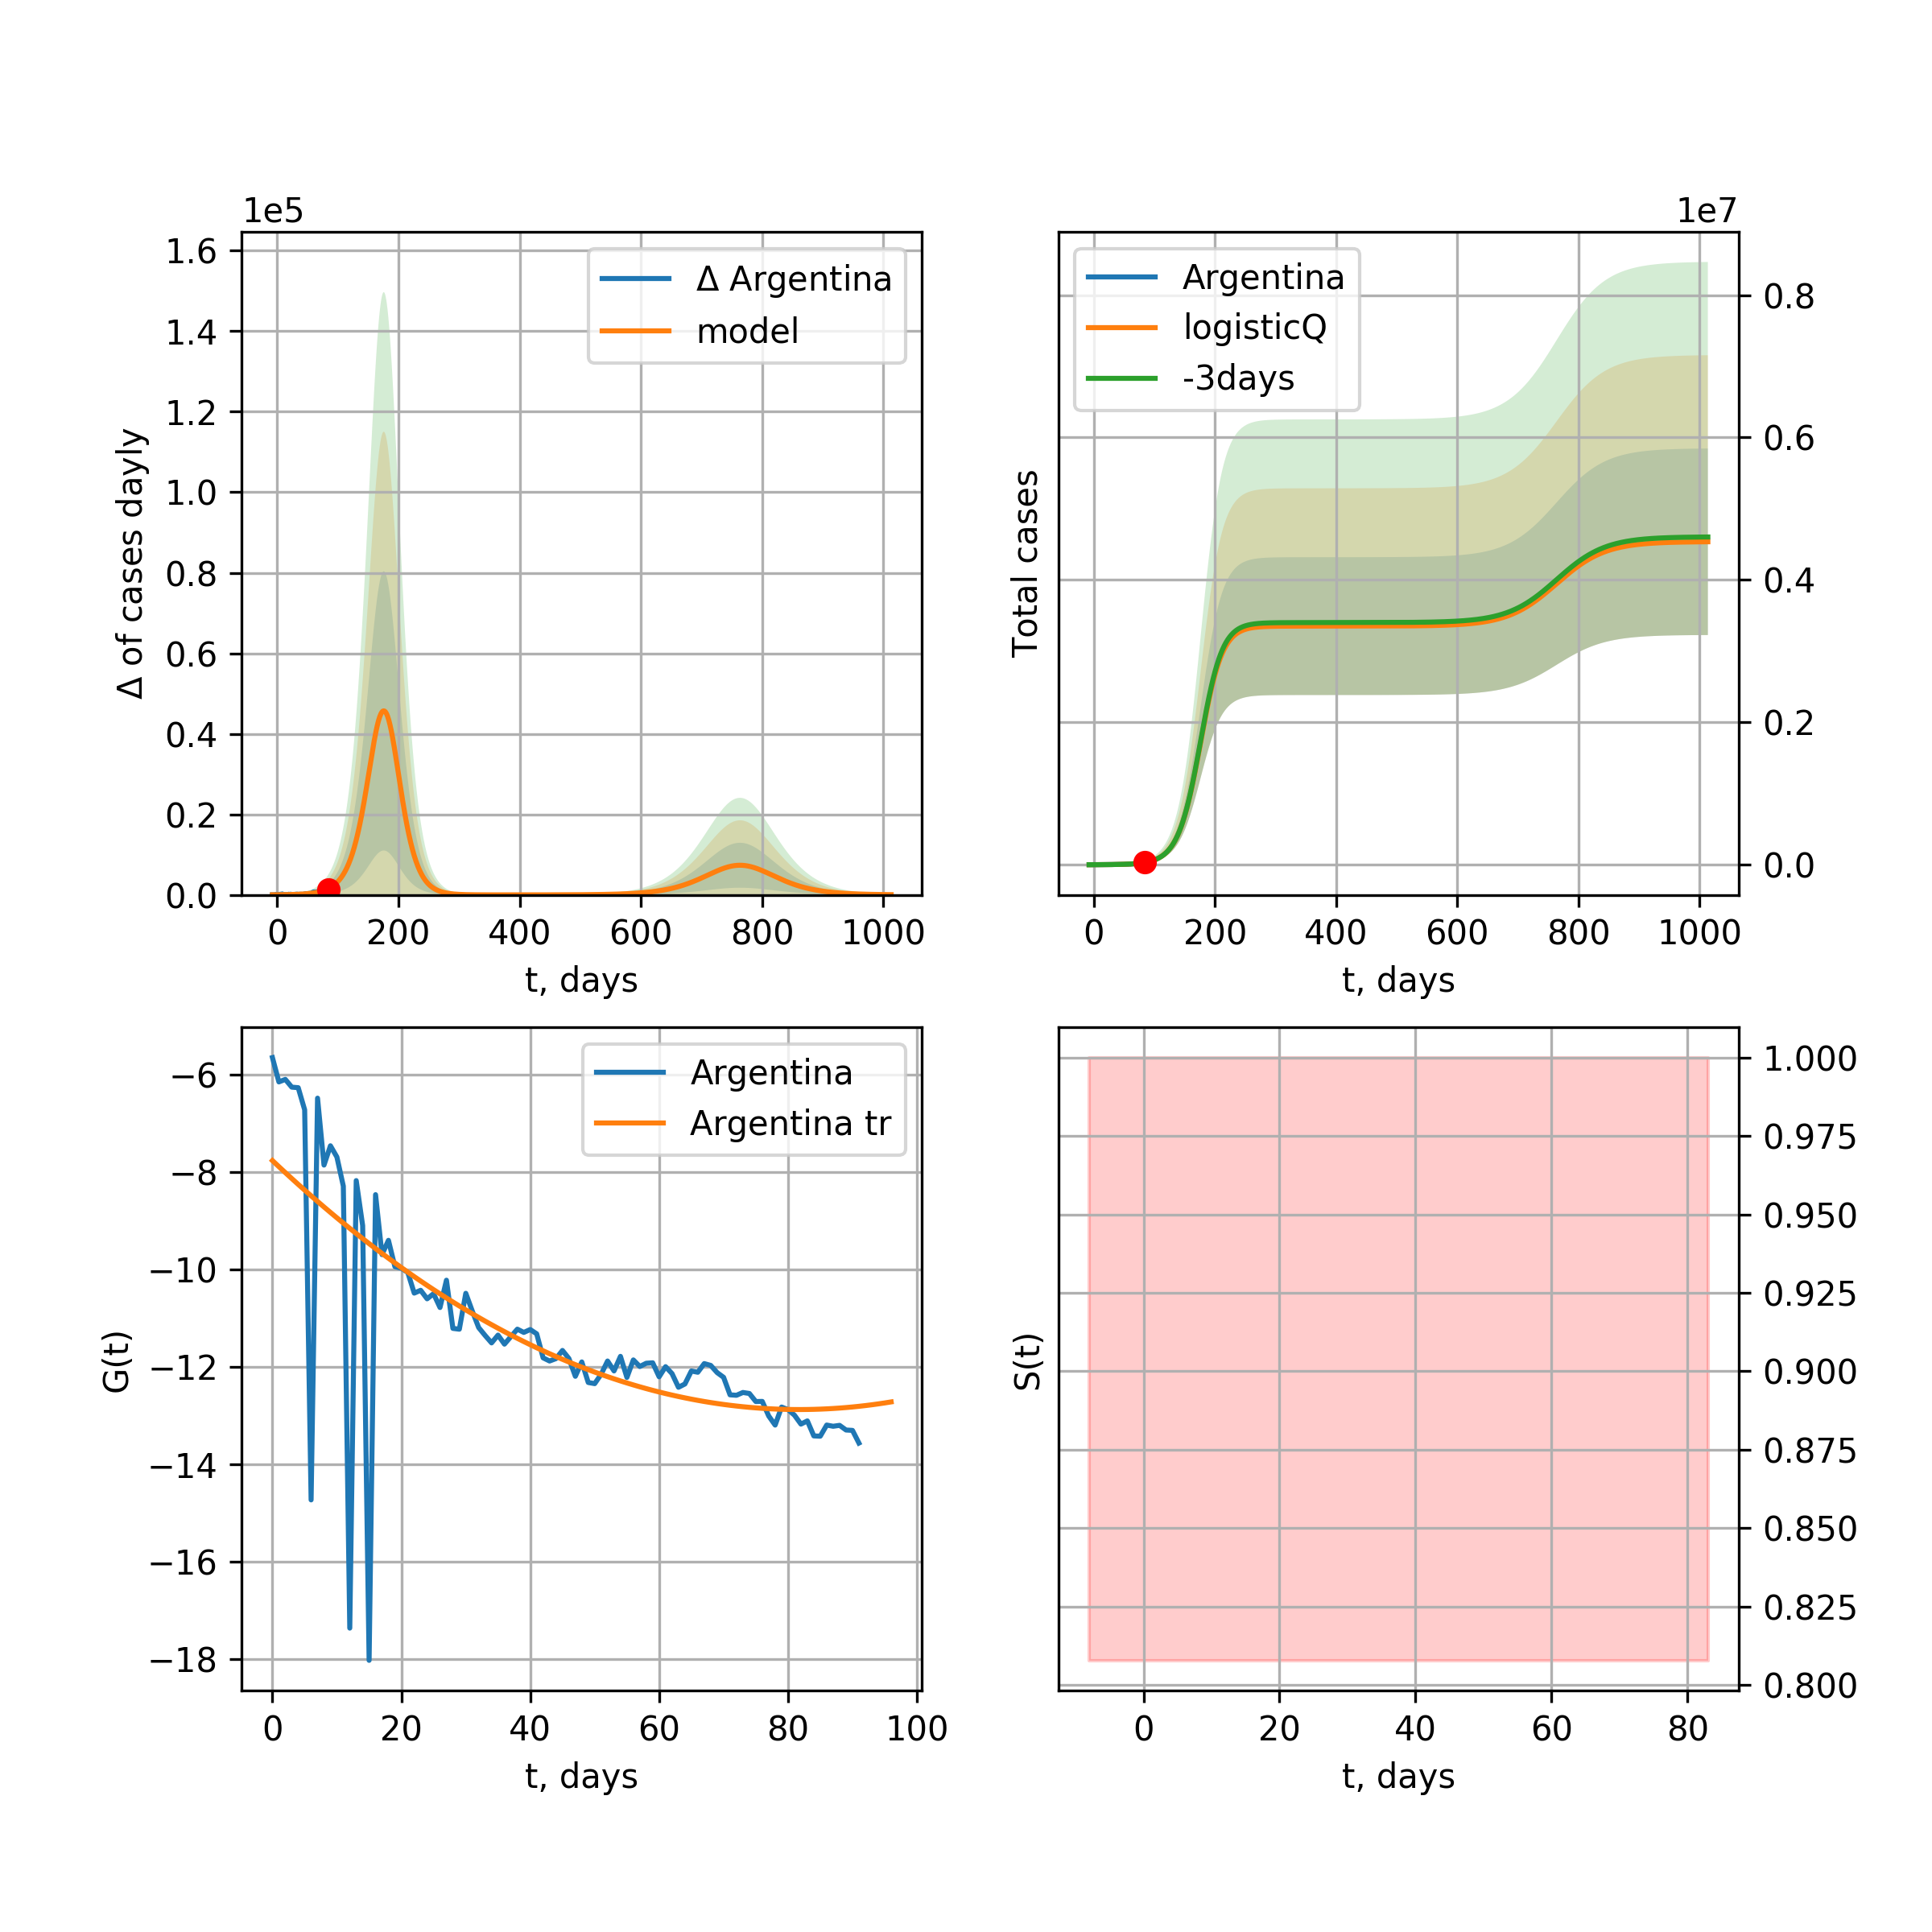 1e5
Δ of cases dayly
1.6
1.4
1.2
1.0
0.8
0.6
0.4
0.2
0.0
Δ Argentina
model
0 200 400 600 800 1000
t, days
1e7
Total cases
Argentina
logisticQ
-3days
0.8
0.6
0.4
0.2
0.0
0 200 400 600 800 1000
t, days
G(t)
−6
−8
−10
−12
−14
−16
−18
Argentina
Argentina tr
0 20 40 60 80 100
t, days
S(t)
1.000
0.975
0.950
0.925
0.900
0.875
0.850
0.825
0.800
0 20 40 60 80
t, days